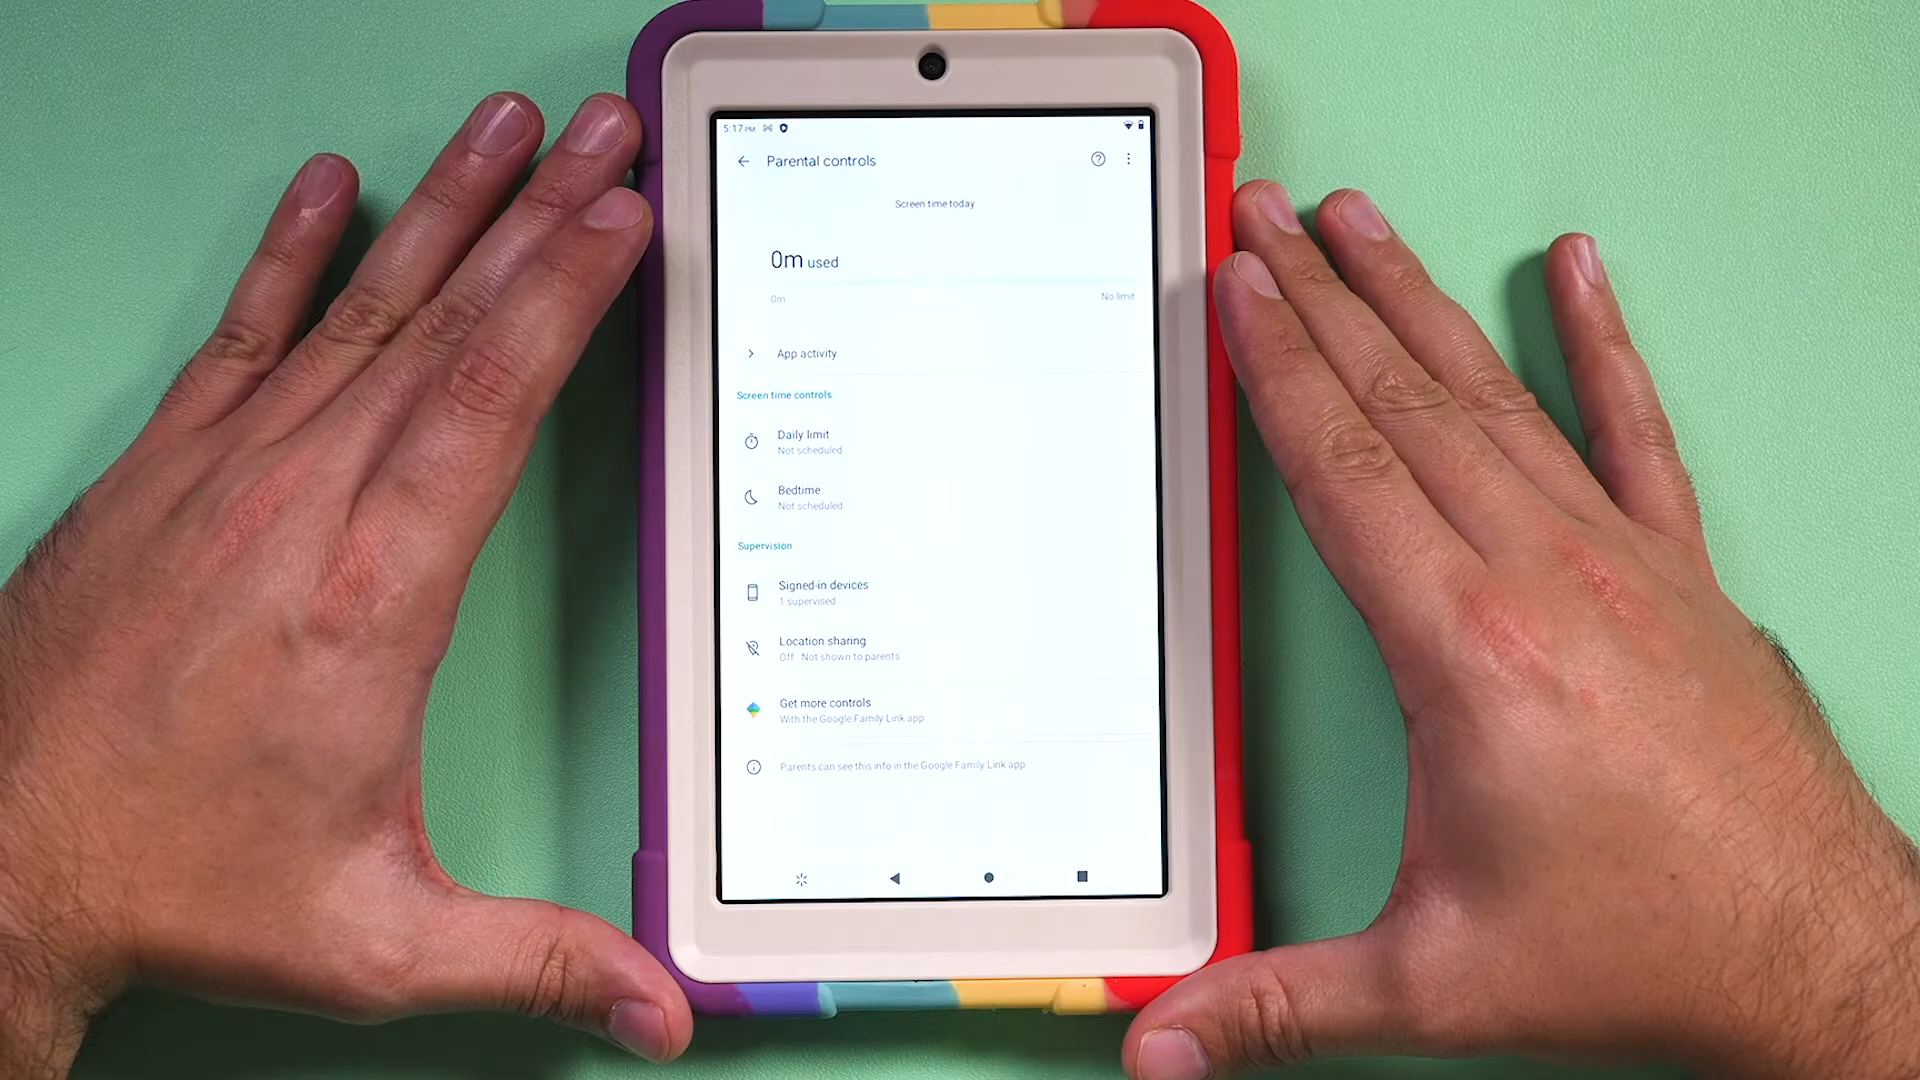 5:17 PM
Parental controls
Screen time today
0m used
0m
No limit
App activity
Screen time controls
Daily limit
Not scheduled
Bedtime
Not scheduled
Supervision
Signed-in devices
1 supervised
Location sharing
Off Not shown to parents
Get more controls
With the Google Family Link app
Parents can see this info in the Google Family Link app